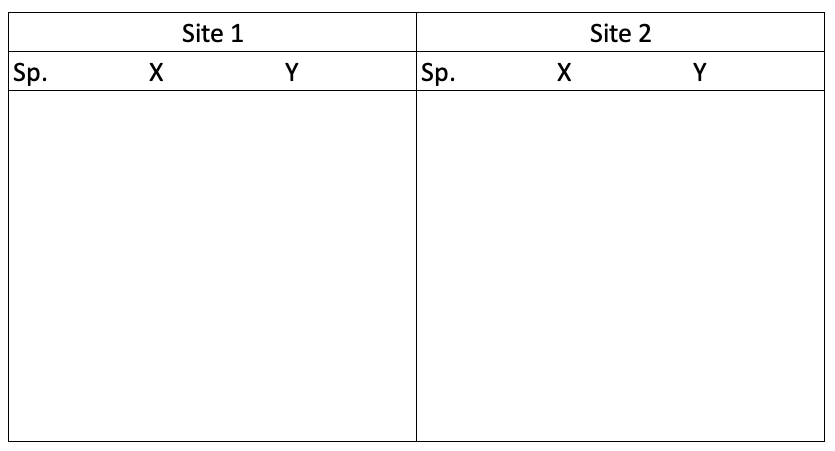 Site 1 Site 2
Sp. X Y Sp. X Y